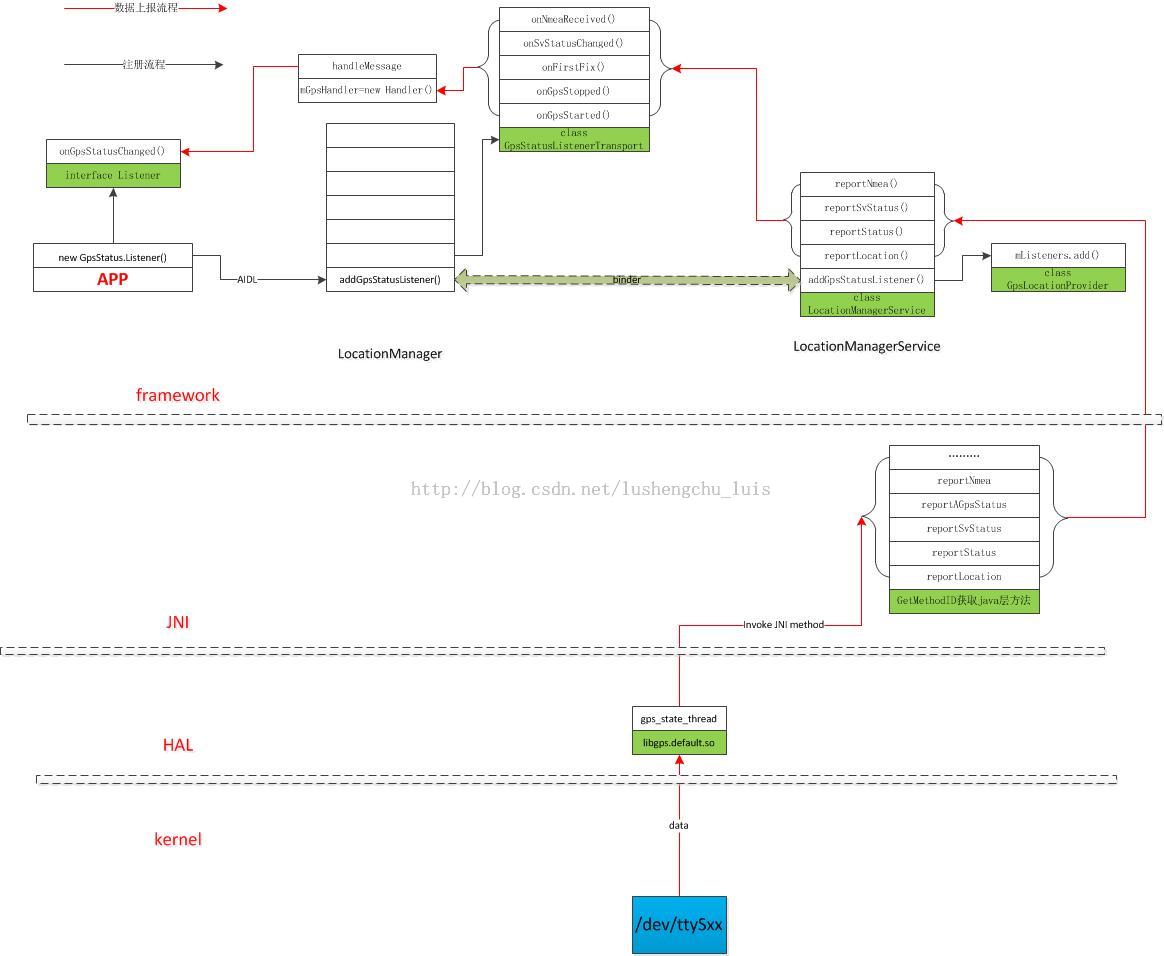 数据上报流程
注册流程
onNmeaReceived()
onSvStatusChanged()
onFirstFix()
onGpsStopped()
onGpsStarted()
class
GpsStatusListenerTransport
handleMessage
mGpsHandler=new Handler()
onGpsStatusChanged()
interface Listener
new GpsStatus.Listener()
APP
AIDL
addGpsStatusListener()
binder
reportNmea()
reportSvStatus()
reportStatus()
reportLocation()
addGpsStatusListener()
class
LocationManagerService
mListeners.add()
class
GpsLocationProvider
LocationManager
LocationManagerService
framework
http://blog.csdn.net/lushengchu_luis
·········
reportNmea
reportAGpsStatus
reportSvStatus
reportStatus
reportLocation
GetMethodID获取java层方法
JNI
Invoke JNI method
gps_state_thread
libgps.default.so
HAL
data
kernel
/dev/ttySxx